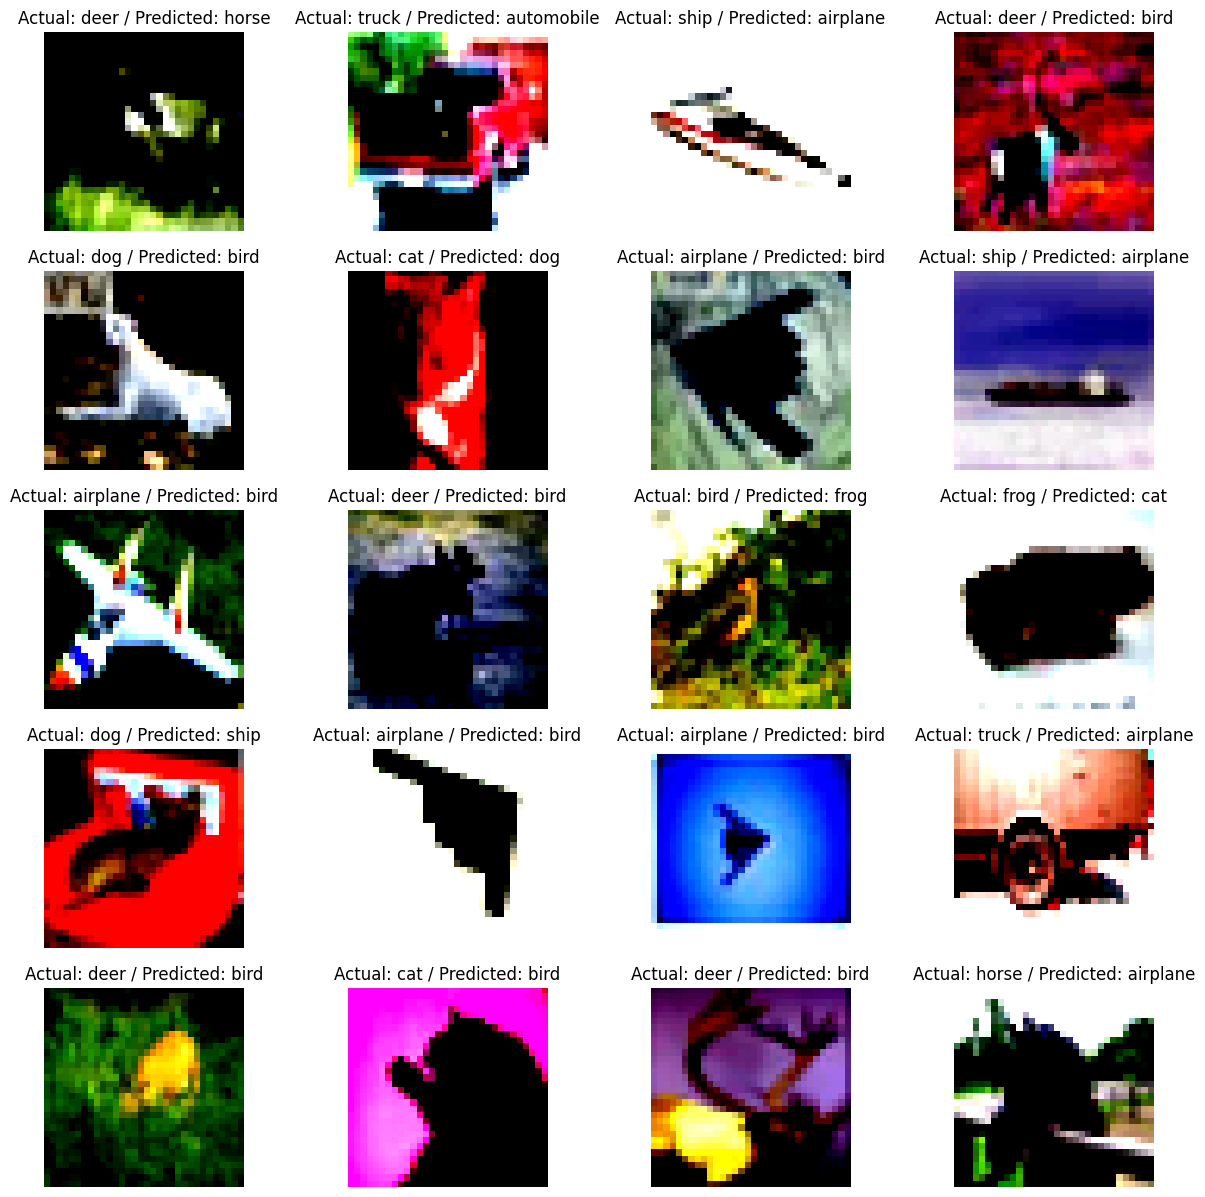 Actual: deer / Predicted: horse
Actual: truck / Predicted: automobile
Actual: ship / Predicted: airplane
Actual: deer / Predicted: bird
Actual: dog / Predicted: bird
Actual: cat / Predicted: dog
Actual: airplane / Predicted: bird
Actual: ship / Predicted: airplane
Actual: airplane / Predicted: bird
Actual: deer / Predicted: bird
Actual: bird / Predicted: frog
Actual: frog / Predicted: cat
Actual: dog / Predicted: ship
Actual: airplane / Predicted: bird
Actual: airplane / Predicted: bird
Actual: truck / Predicted: airplane
Actual: deer / Predicted: bird
Actual: cat / Predicted: bird
Actual: deer / Predicted: bird
Actual: horse / Predicted: airplane